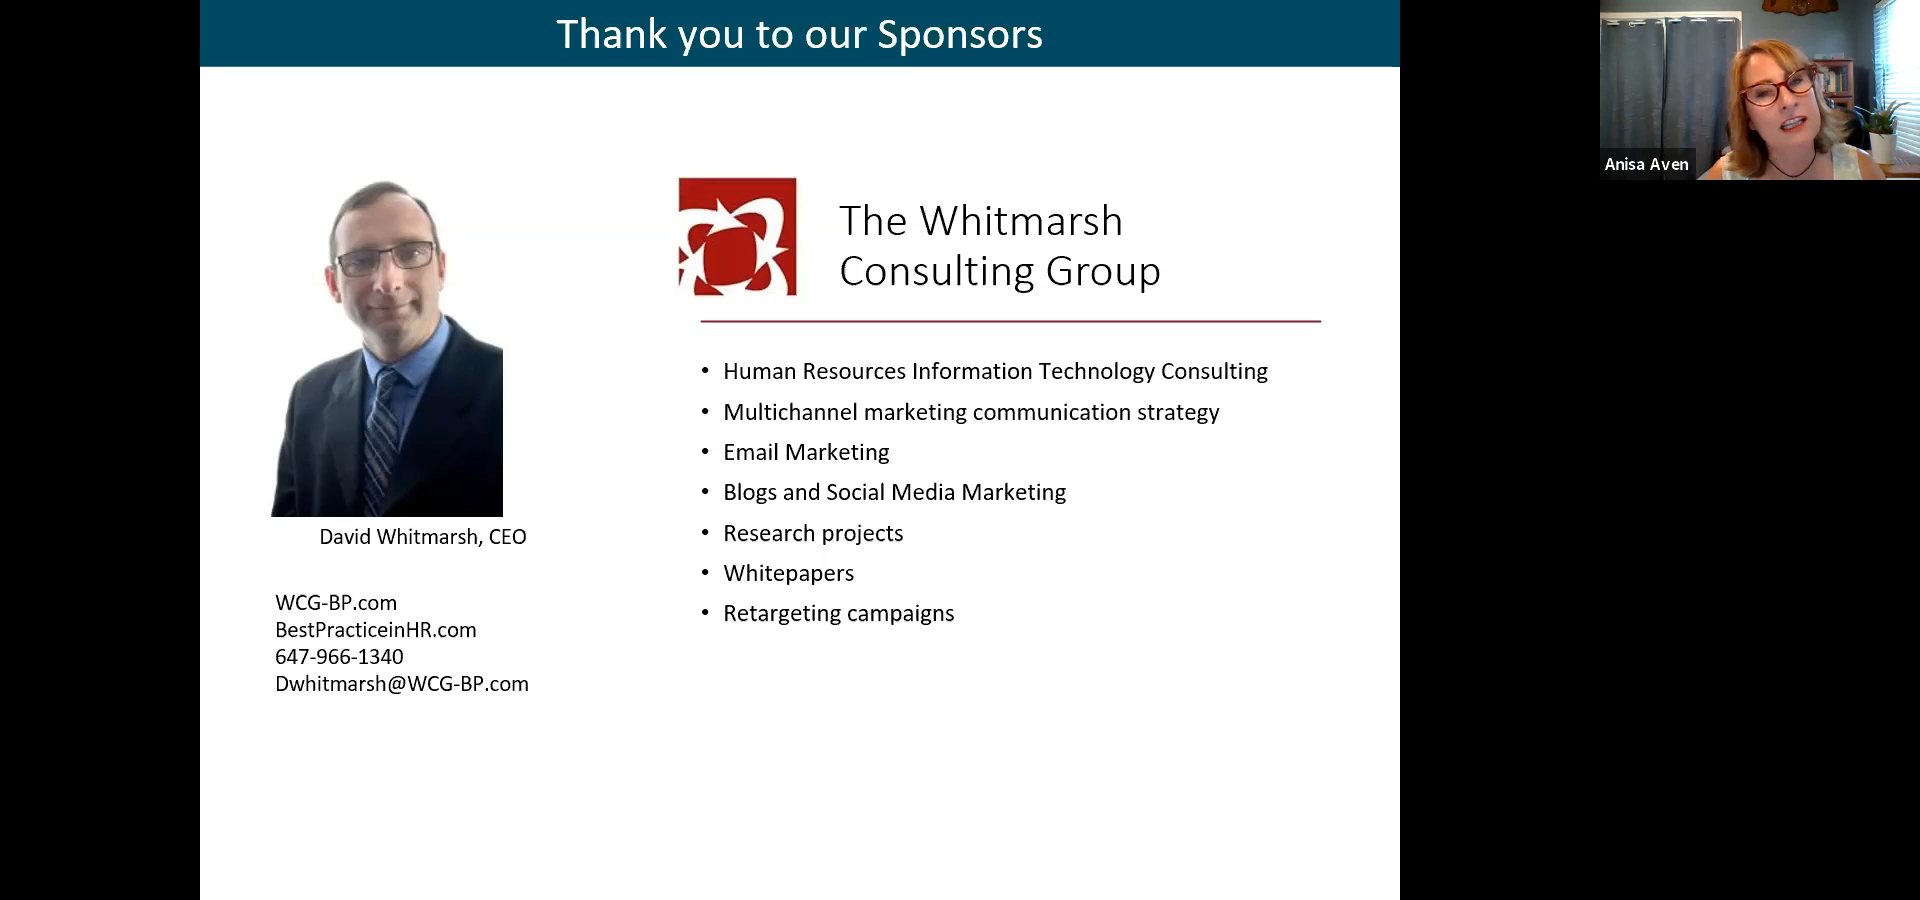 Thank you to our Sponsors
Anisa Aven
The Whitmarsh
Consulting Group
• Human Resources Information Technology Consulting
• Multichannel marketing communication strategy
• Email Marketing
• Blogs and Social Media Marketing
• Research projects
• Whitepapers
• Retargeting campaigns
David Whitmarsh, CEO
WCG-BP.com
BestPracticeinHR.com
647-966-1340
Dwhitmarsh@WCG-BP.com